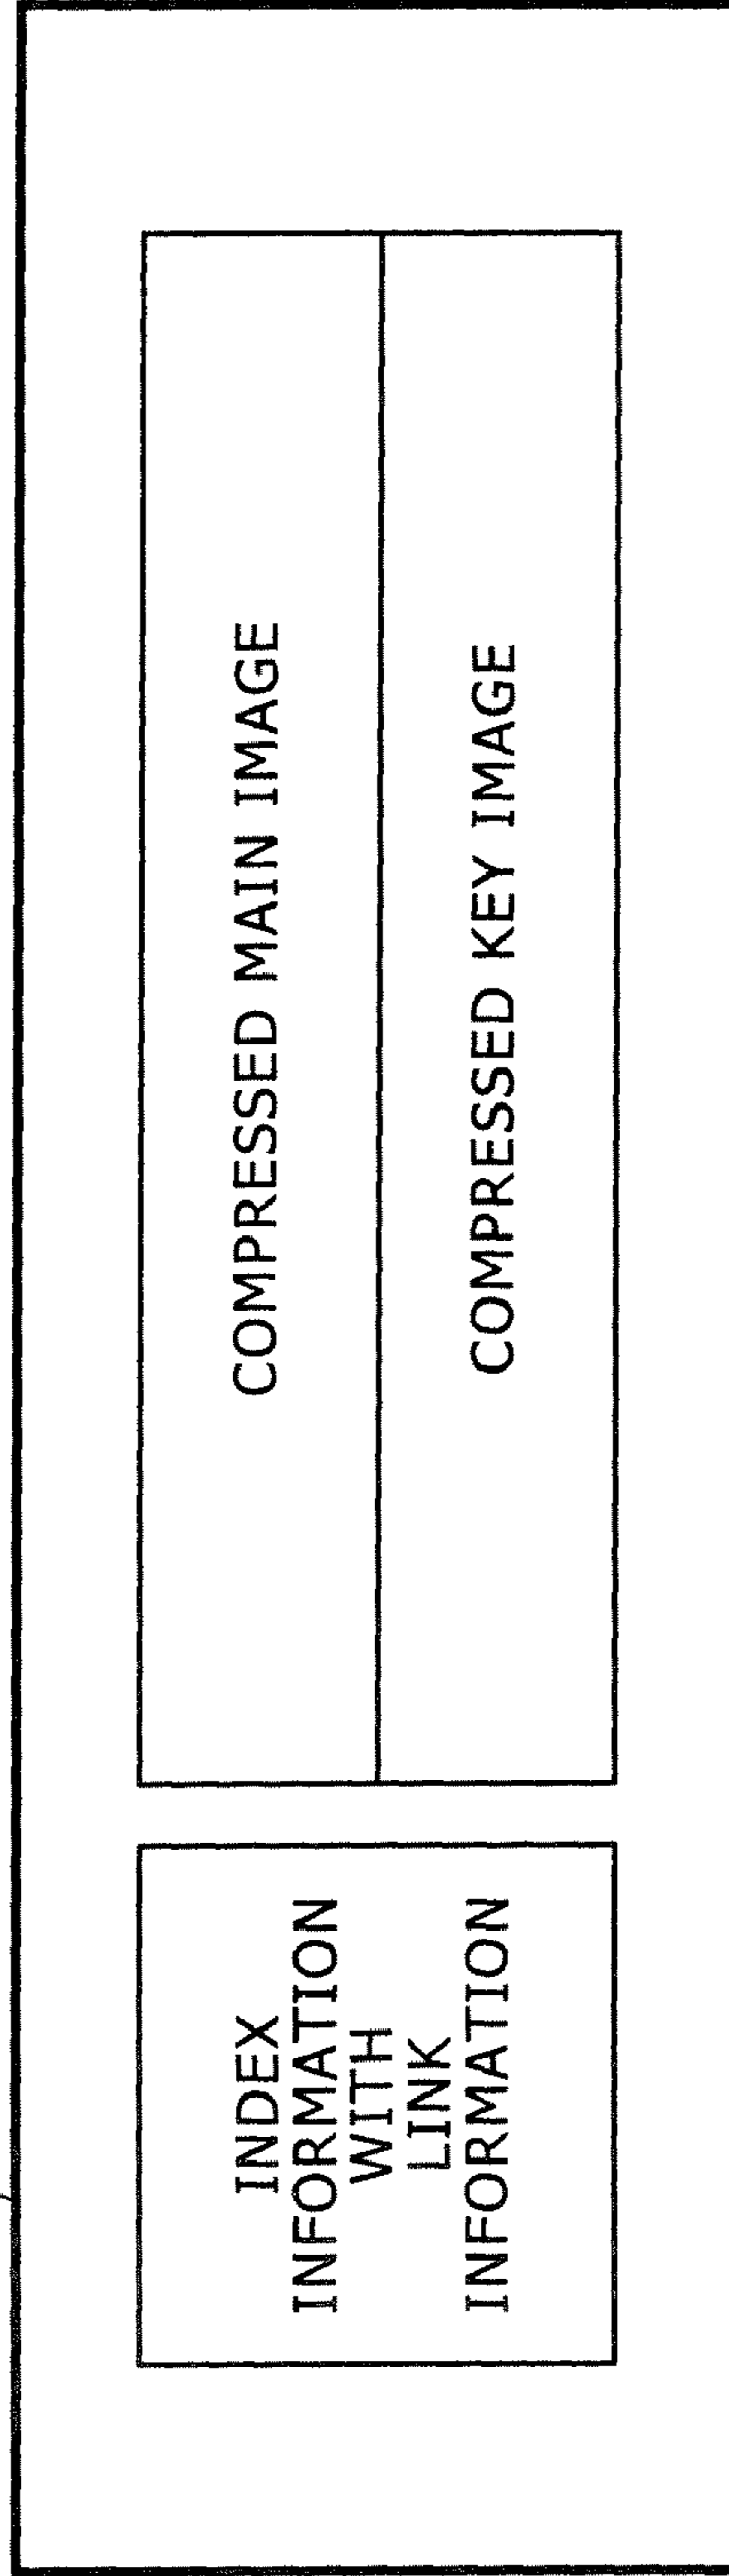 INDEX
INFORMATION
WITH
LINK
INFORMATION
COMPRESSED MAIN IMAGE
COMPRESSED KEY IMAGE